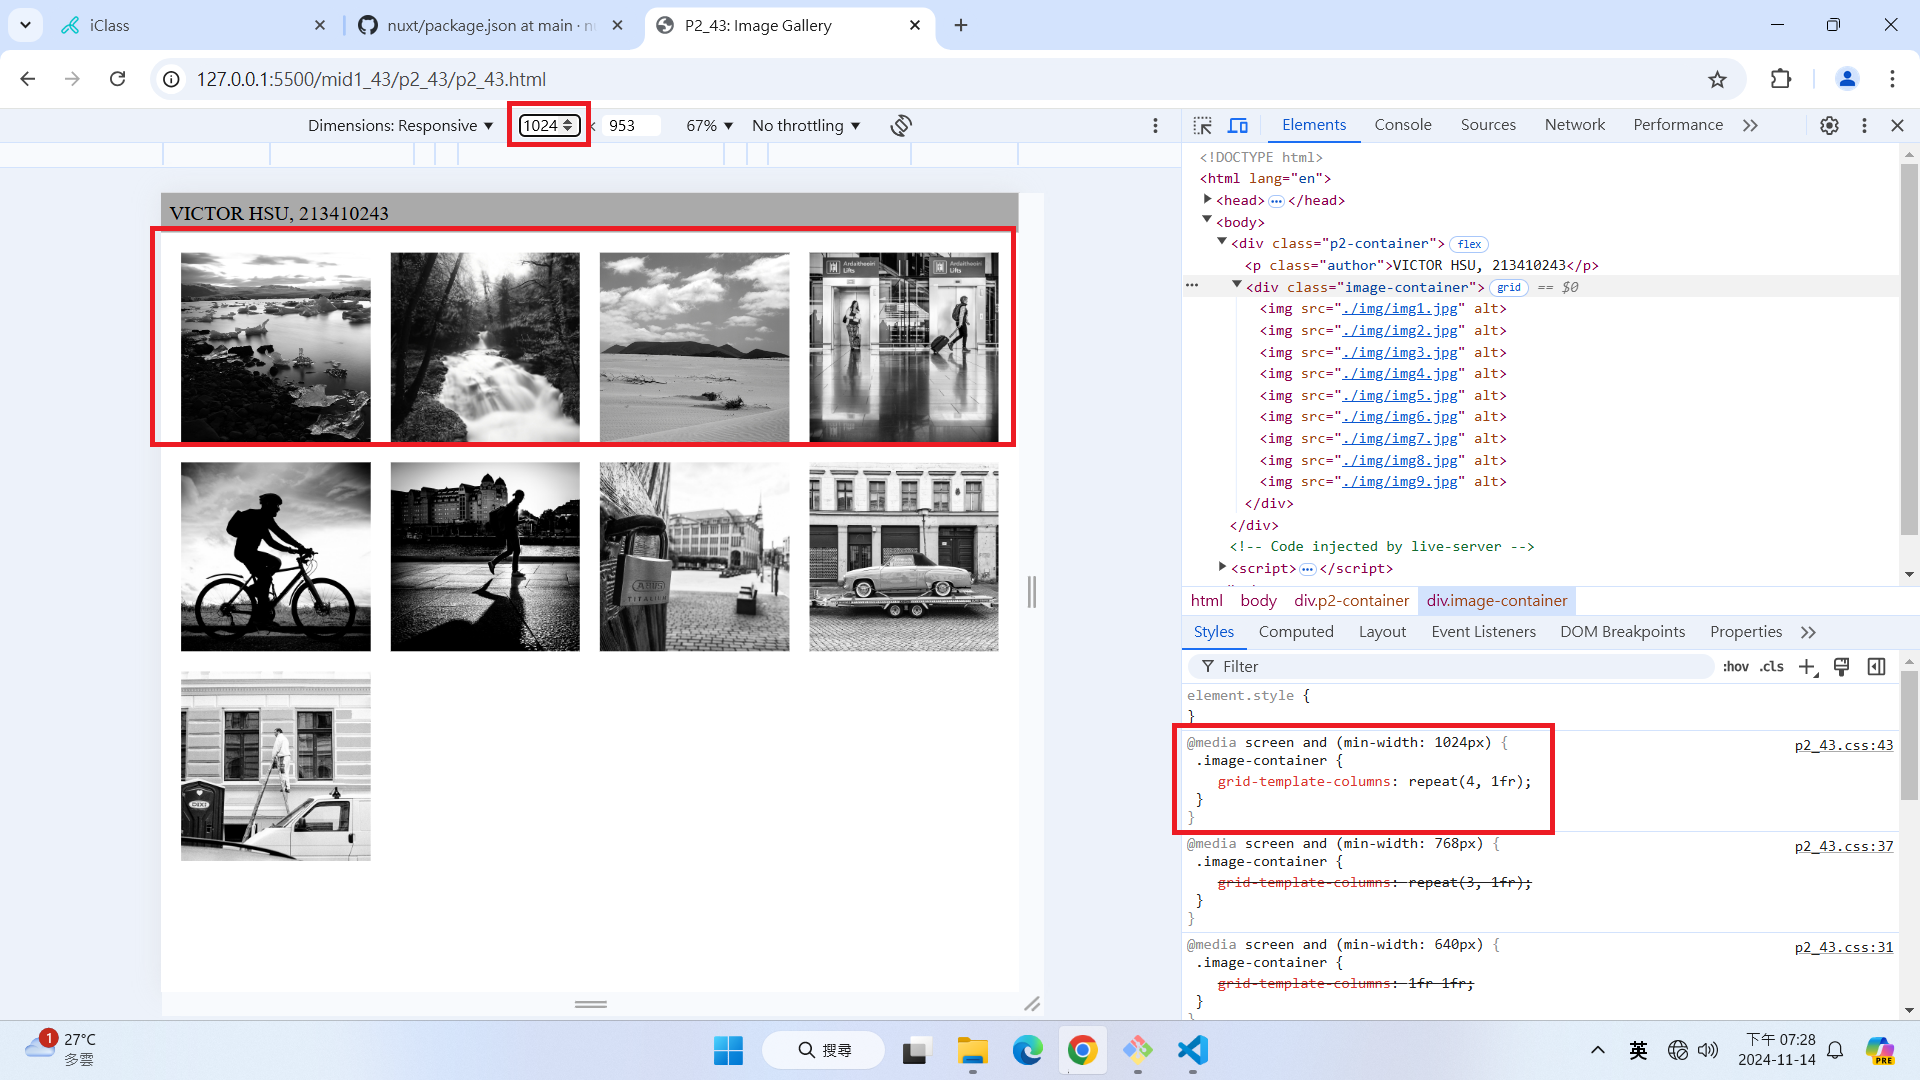 iClass
nuxt/package.json at main · nu
P2_43: Image Gallery
127.0.0.1:5500/mid1_43/p2_43/p2_43.html
Dimensions: Responsive
1024
×
953
67%
No throttling
Elements
Console
Sources
Network
Performance
VICTOR HSU, 213410243
Ardaitheoirí
Lifts
Ardaitheoirí
Lifts
ABUS
TITALIUM
DIXI
<!DOCTYPE html>
<html lang="en">
<head> ⋯ </head>
<body>
<div class="p2-container"> flex
<p class="author">VICTOR HSU, 213410243</p>
⋯ <div class="image-container"> grid == $0
<img src="./img/img1.jpg" alt>
<img src="./img/img2.jpg" alt>
<img src="./img/img3.jpg" alt>
<img src="./img/img4.jpg" alt>
<img src="./img/img5.jpg" alt>
<img src="./img/img6.jpg" alt>
<img src="./img/img7.jpg" alt>
<img src="./img/img8.jpg" alt>
<img src="./img/img9.jpg" alt>
</div>
</div>
<!-- Code injected by live-server -->
<script> ⋯ </script>
html body div.p2-container div.image-container
Styles Computed Layout Event Listeners DOM Breakpoints Properties
Filter
:hov .cls
element.style {
}
@media screen and (min-width: 1024px) {
p2_43.css:43
.image-container {
grid-template-columns: repeat(4, 1fr);
}
}
@media screen and (min-width: 768px) {
p2_43.css:37
.image-container {
grid-template-columns: repeat(3, 1fr);
}
}
@media screen and (min-width: 640px) {
p2_43.css:31
.image-container {
grid-template-columns: 1fr 1fr;
}
}
1
27°C
多雲
搜尋
英
下午 07:28
2024-11-14
PRE